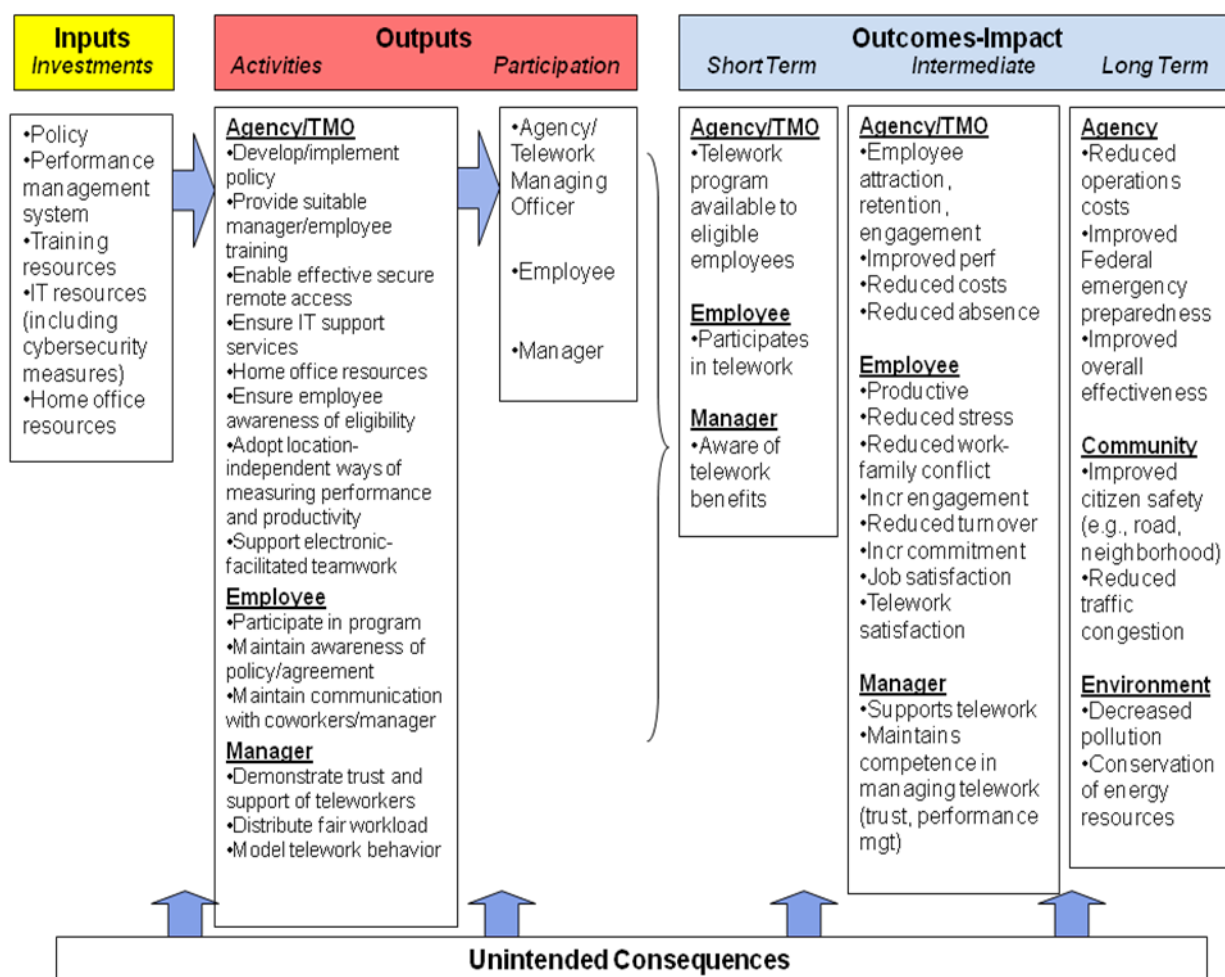 Inputs
Investments
Outputs
Activities
Participation
Outcomes-Impact
Short Term
Intermediate
Long Term
•Policy
•Performance
management
system
•Training
resources
•IT resources
(including
cybersecurity
measures)
•Home office
resources
Agency/TMO
•Develop/implement
policy
•Provide suitable
manager/employee
training
•Enable effective secure
remote access
•Ensure IT support
services
•Home office resources
•Ensure employee
awareness of eligibility
•Adopt location-
independent ways of
measuring performance
and productivity
•Support electronic-
facilitated teamwork
Employee
•Participate in program
•Maintain awareness of
policy/agreement
•Maintain communication
with coworkers/manager
Manager
•Demonstrate trust and
support of teleworkers
•Distribute fair workload
•Model telework behavior
•Agency/
Telework
Managing
Officer
•Employee
•Manager
Agency/TMO
•Telework
program
available to
eligible
employees
Employee
•Participates
in telework
Manager
•Aware of
telework
benefits
Agency/TMO
•Employee
attraction,
retention,
engagement
•Improved perf
•Reduced costs
•Reduced absence
Employee
•Productive
•Reduced stress
•Reduced work-
family conflict
•Incr engagement
•Reduced turnover
•Incr commitment
•Job satisfaction
•Telework
satisfaction
Manager
•Supports telework
•Maintains
competence in
managing telework
(trust, performance
mgt)
Agency
•Reduced
operations
costs
•Improved
Federal
emergency
preparedness
•Improved
overall
effectiveness
Community
•Improved
citizen safety
(e.g., road,
neighborhood)
•Reduced
traffic
congestion
Environment
•Decreased
pollution
•Conservation
of energy
resources
Unintended Consequences